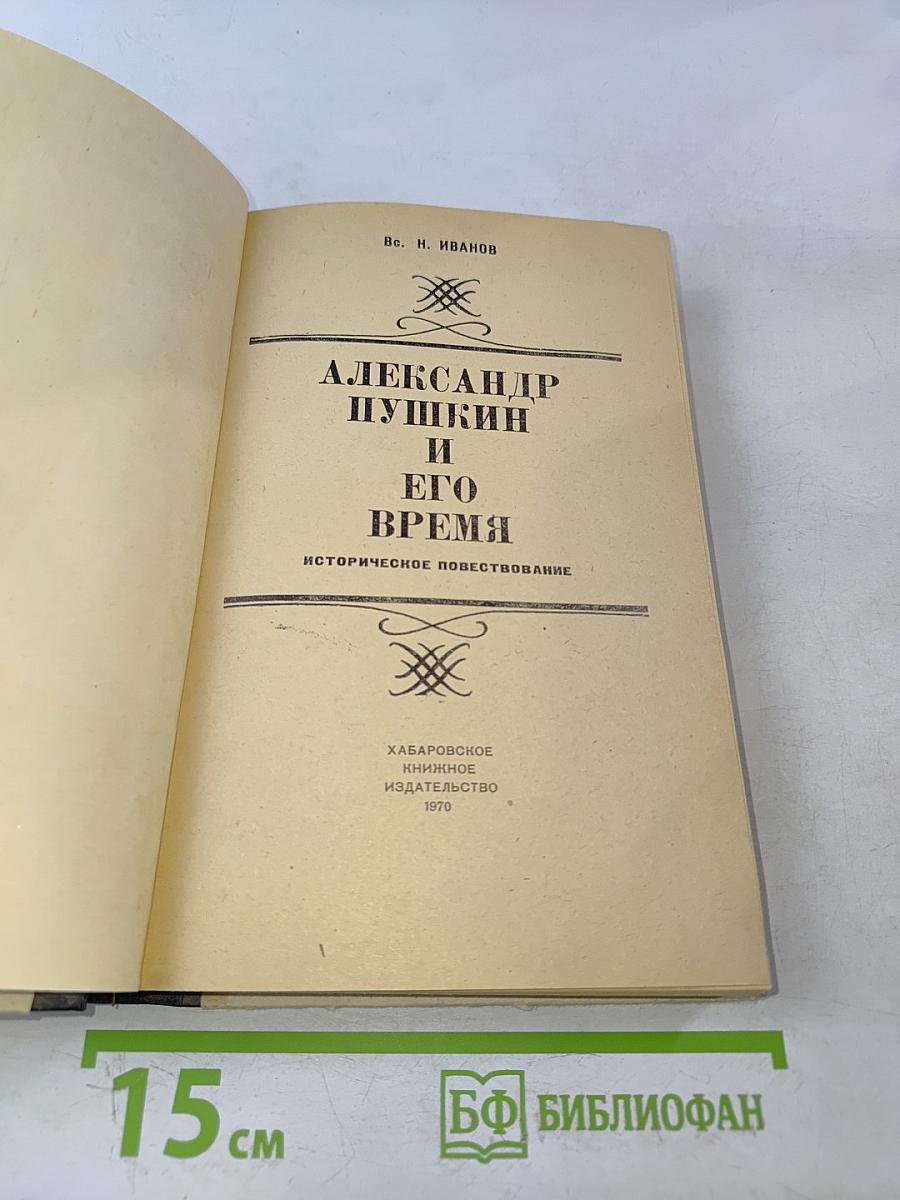 Вс. Н. ИВАНОВ
АЛЕКСАНДР
ПУШКИН
И
ЕГО
ВРЕМЯ
ИСТОРИЧЕСКОЕ ПОВЕСТВОВАНИЕ
ХАБАРОВСКОЕ
КНИЖНОЕ
ИЗДАТЕЛЬСТВО
1970
15 см
БФ БИБЛИОФАН